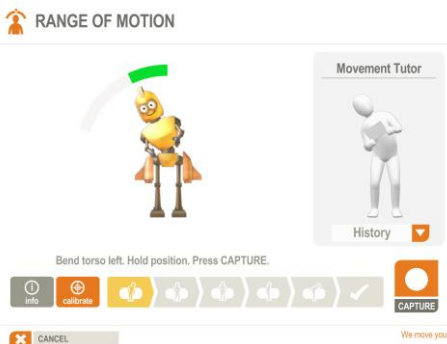 RANGE OF MOTION
Movement Tutor
History
Bend torso left. Hold position. Press CAPTURE.
info
calibrate
CAPTURE
CANCEL
We move you